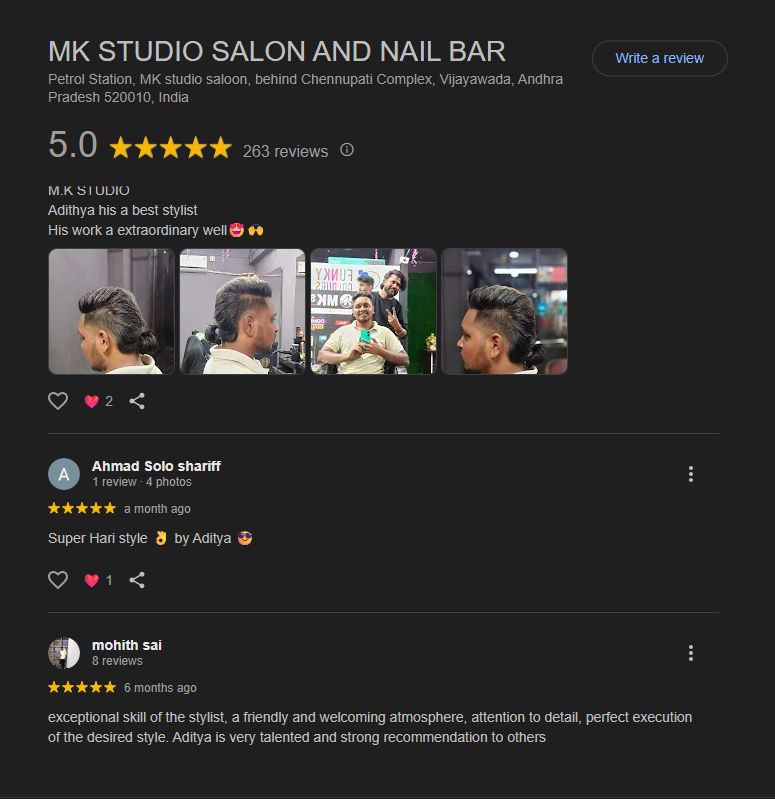 MK STUDIO SALON AND NAIL BAR
Write a review
Petrol Station, MK studio saloon, behind Chennupati Complex, Vijayawada, Andhra
Pradesh 520010, India
5.0
263 reviews
M.K STUDIO
Adithya his a best stylist
His work a extraordinary well🤩🙌
FUNKY
COLOURS
MK
2
A
Ahmad Solo shariff
1 review · 4 photos
a month ago
Super Hari style 👌 by Aditya 😎
1
mohith sai
8 reviews
6 months ago
exceptional skill of the stylist, a friendly and welcoming atmosphere, attention to detail, perfect execution
of the desired style. Aditya is very talented and strong recommendation to others